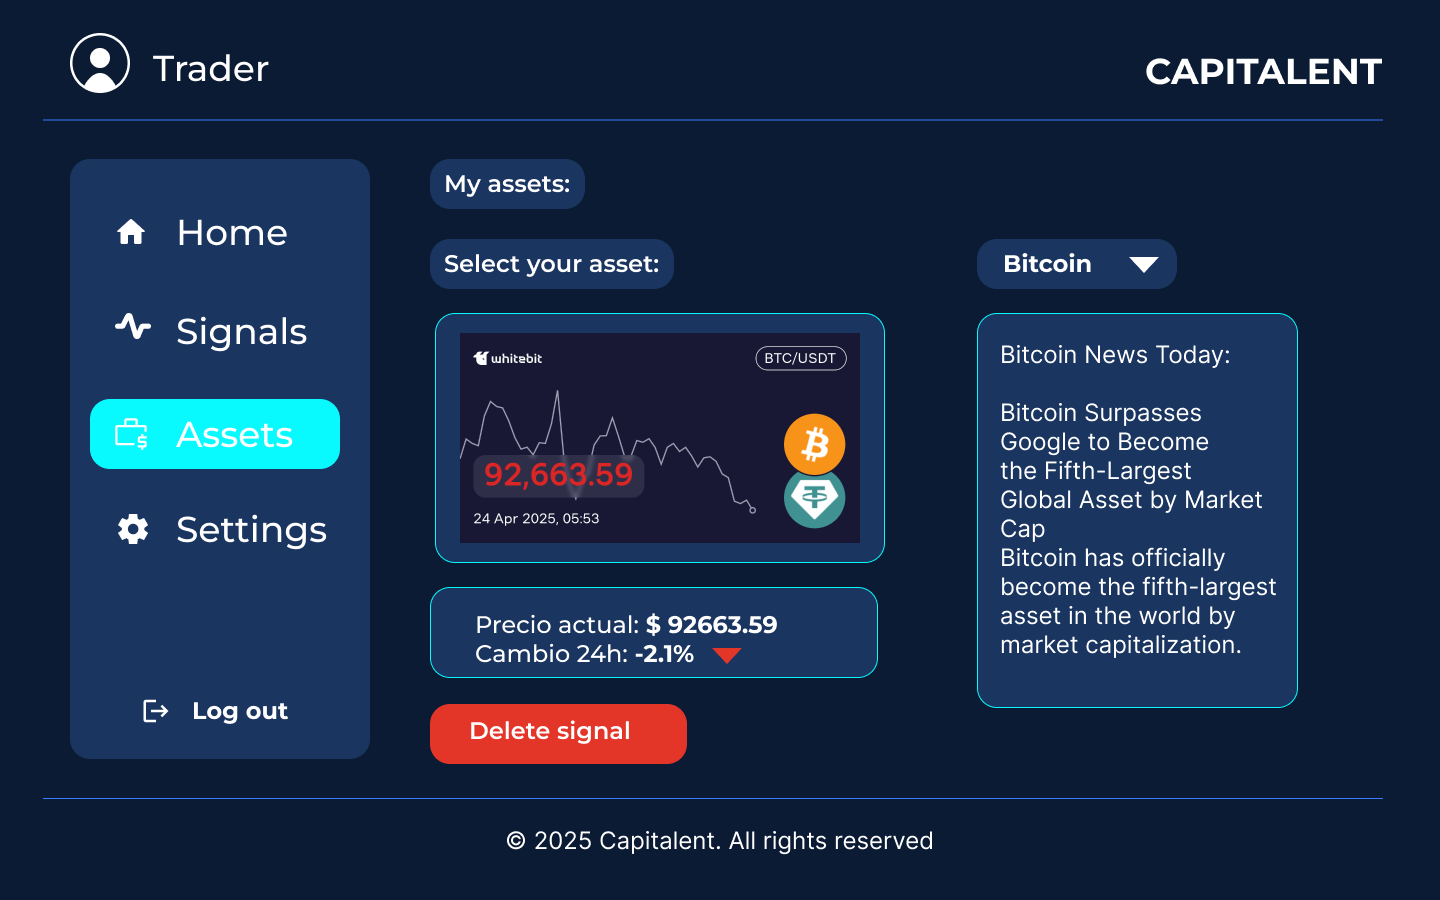 Trader
CAPITALENT
Home
Signals
Assets
Settings
Log out
My assets:
Select your asset:
Bitcoin
whitebit
BTC/USDT
92,663.59
24 Apr 2025, 05:53
Precio actual: $ 92663.59
Cambio 24h: -2.1%
Delete signal
Bitcoin News Today:
Bitcoin Surpasses
Google to Become
the Fifth-Largest
Global Asset by Market
Cap
Bitcoin has officially
become the fifth-largest
asset in the world by
market capitalization.
© 2025 Capitalent. All rights reserved